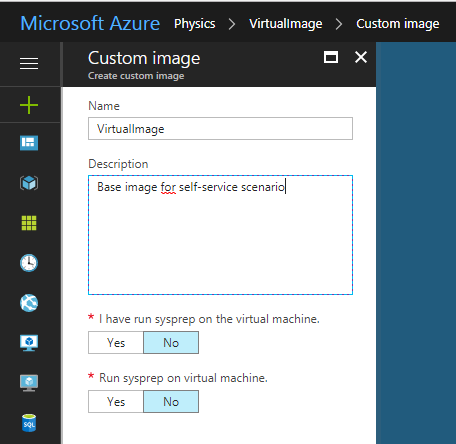 Microsoft Azure Physics > VirtualImage > Custom image
Custom image
Create custom image
Name
VirtualImage
Description
Base image for self-service scenario
* I have run sysprep on the virtual machine.
Yes No
* Run sysprep on virtual machine.
Yes No
SQL